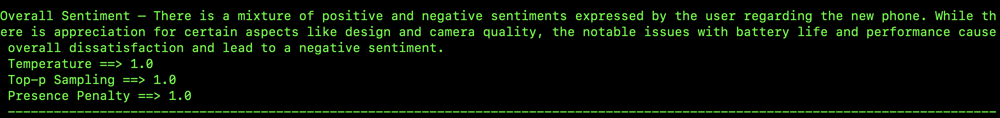 Overall Sentiment – There is a mixture of positive and negative sentiments expressed by the user regarding the new phone. While th
ere is appreciation for certain aspects like design and camera quality, the notable issues with battery life and performance cause
 overall dissatisfaction and lead to a negative sentiment.
 Temperature ==> 1.0
 Top-p Sampling ==> 1.0
 Presence Penalty ==> 1.0
 ----------------------------------------------------------------------------------------------------------------------------------